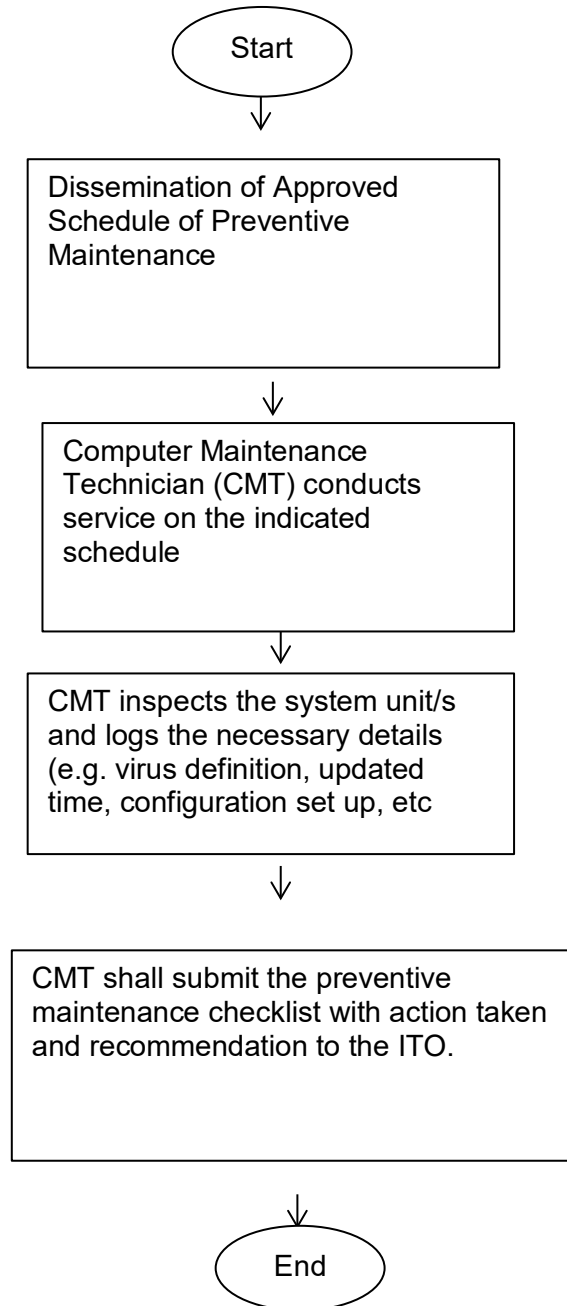 Start
Dissemination of Approved
Schedule of Preventive
Maintenance
Computer Maintenance
Technician (CMT) conducts
service on the indicated
schedule
CMT inspects the system unit/s
and logs the necessary details
(e.g. virus definition, updated
time, configuration set up, etc
CMT shall submit the preventive
maintenance checklist with action taken
and recommendation to the ITO.
End